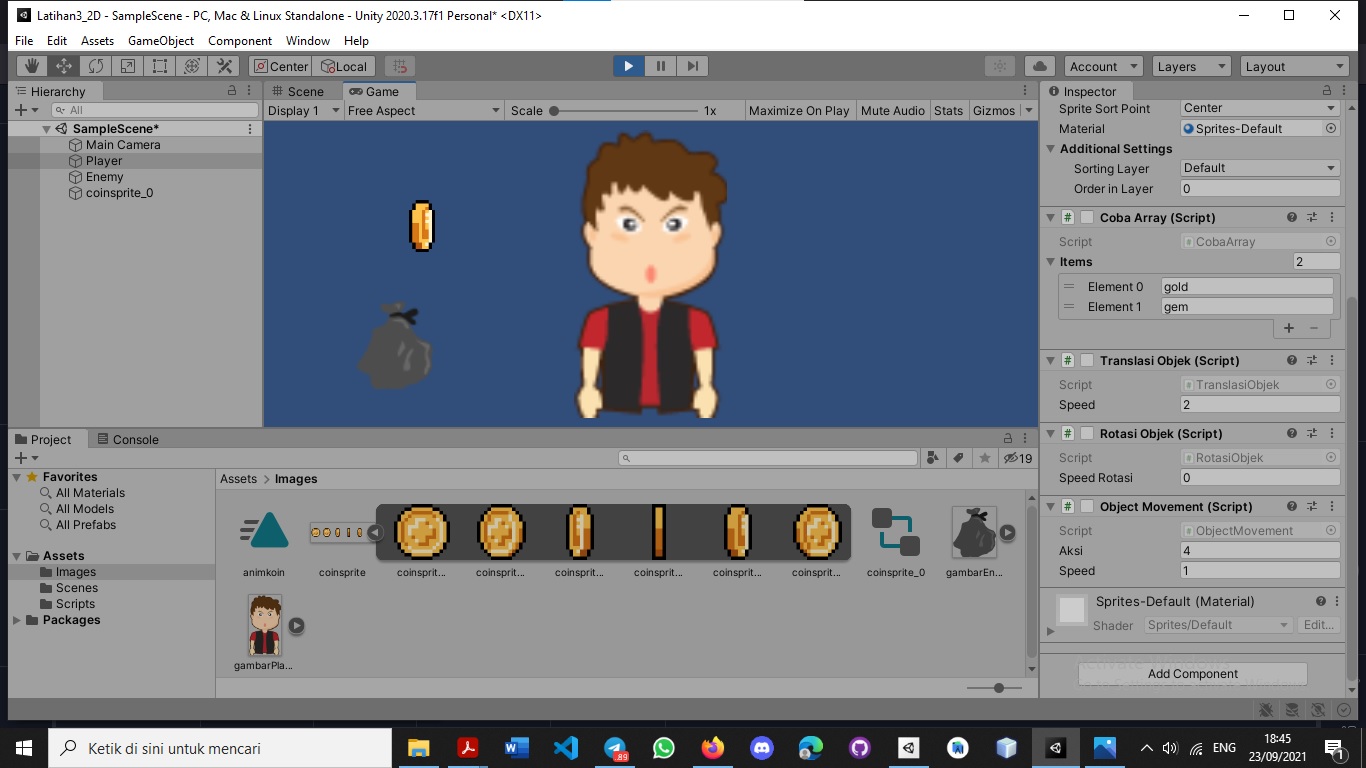 Latihan3_2D - SampleScene - PC, Mac & Linux Standalone - Unity 2020.3.17f1 Personal* <DX11>
File Edit Assets GameObject Component Window Help
Center Local Account Layers Layout
Hierarchy
All
SampleScene*
Main Camera
Player
Enemy
coinsprite_0
Scene Game
Display 1 Free Aspect Scale 1x Maximize On Play Mute Audio Stats Gizmos
Inspector
Sprite Sort Point Center
Material Sprites-Default
Additional Settings
Sorting Layer Default
Order in Layer 0
# Coba Array (Script)
Script CobaArray
Items 2
Element 0 gold
Element 1 gem
# Translasi Objek (Script)
Script TranslasiObjek
Speed 2
# Rotasi Objek (Script)
Script RotasiObjek
Speed Rotasi 0
# Object Movement (Script)
Script ObjectMovement
Aksi 4
Speed 1
Sprites-Default (Material)
Shader Sprites/Default Edit...
Add Component
Project Console
19
Favorites
All Materials
All Models
All Prefabs
Assets
Images
Scenes
Scripts
Packages
Assets > Images
animkoin coinsprite coinsprit... coinsprit... coinsprit... coinsprit... coinsprit... coinsprit... coinsprite_0 gambarEn...
gambarPla...
Ketik di sini untuk mencari
89
ENG
18:45
23/09/2021
1